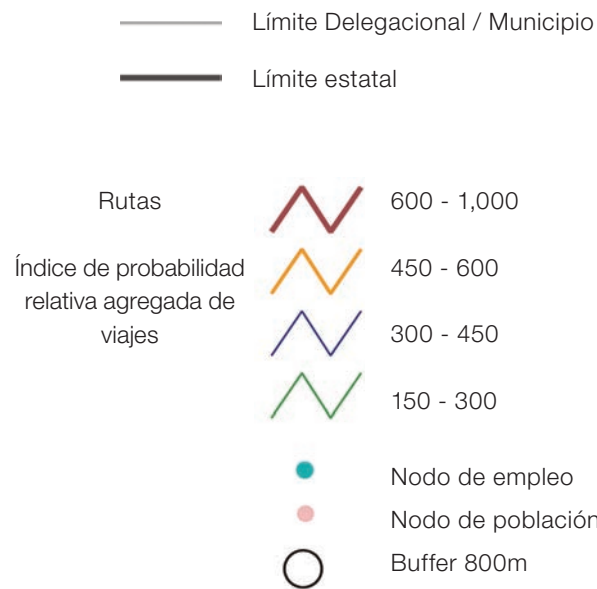 Límite Delegacional / Municipio
Límite estatal
Rutas
600 - 1,000
Índice de probabilidad
relativa agregada de
viajes
450 - 600
300 - 450
150 - 300
Nodo de empleo
Nodo de población
Buffer 800m